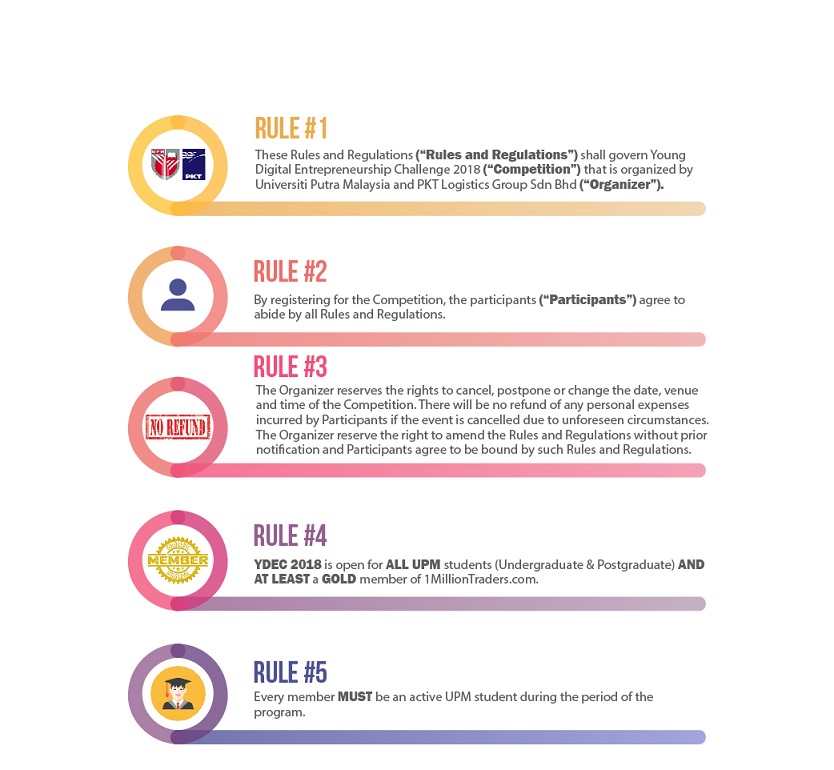 RULE #1
These Rules and Regulations (“Rules and Regulations”) shall govern Young
Digital Entrepreneurship Challenge 2018 (“Competition”) that is organized by
Universiti Putra Malaysia and PKT Logistics Group Sdn Bhd (“Organizer”).
UPM
PKT
RULE #2
By registering for the Competition, the participants (“Participants”) agree to
abide by all Rules and Regulations.
RULE #3
The Organizer reserves the rights to cancel, postpone or change the date, venue
and time of the Competition. There will be no refund of any personal expenses
incurred by Participants if the event is cancelled due to unforeseen circumstances.
The Organizer reserve the right to amend the Rules and Regulations without prior
notification and Participants agree to be bound by such Rules and Regulations.
NO REFUND
RULE #4
YDEC 2018 is open for ALL UPM students (Undergraduate & Postgraduate) AND
AT LEAST a GOLD member of 1MillionTraders.com.
MEMBER
RULE #5
Every member MUST be an active UPM student during the period of the
program.